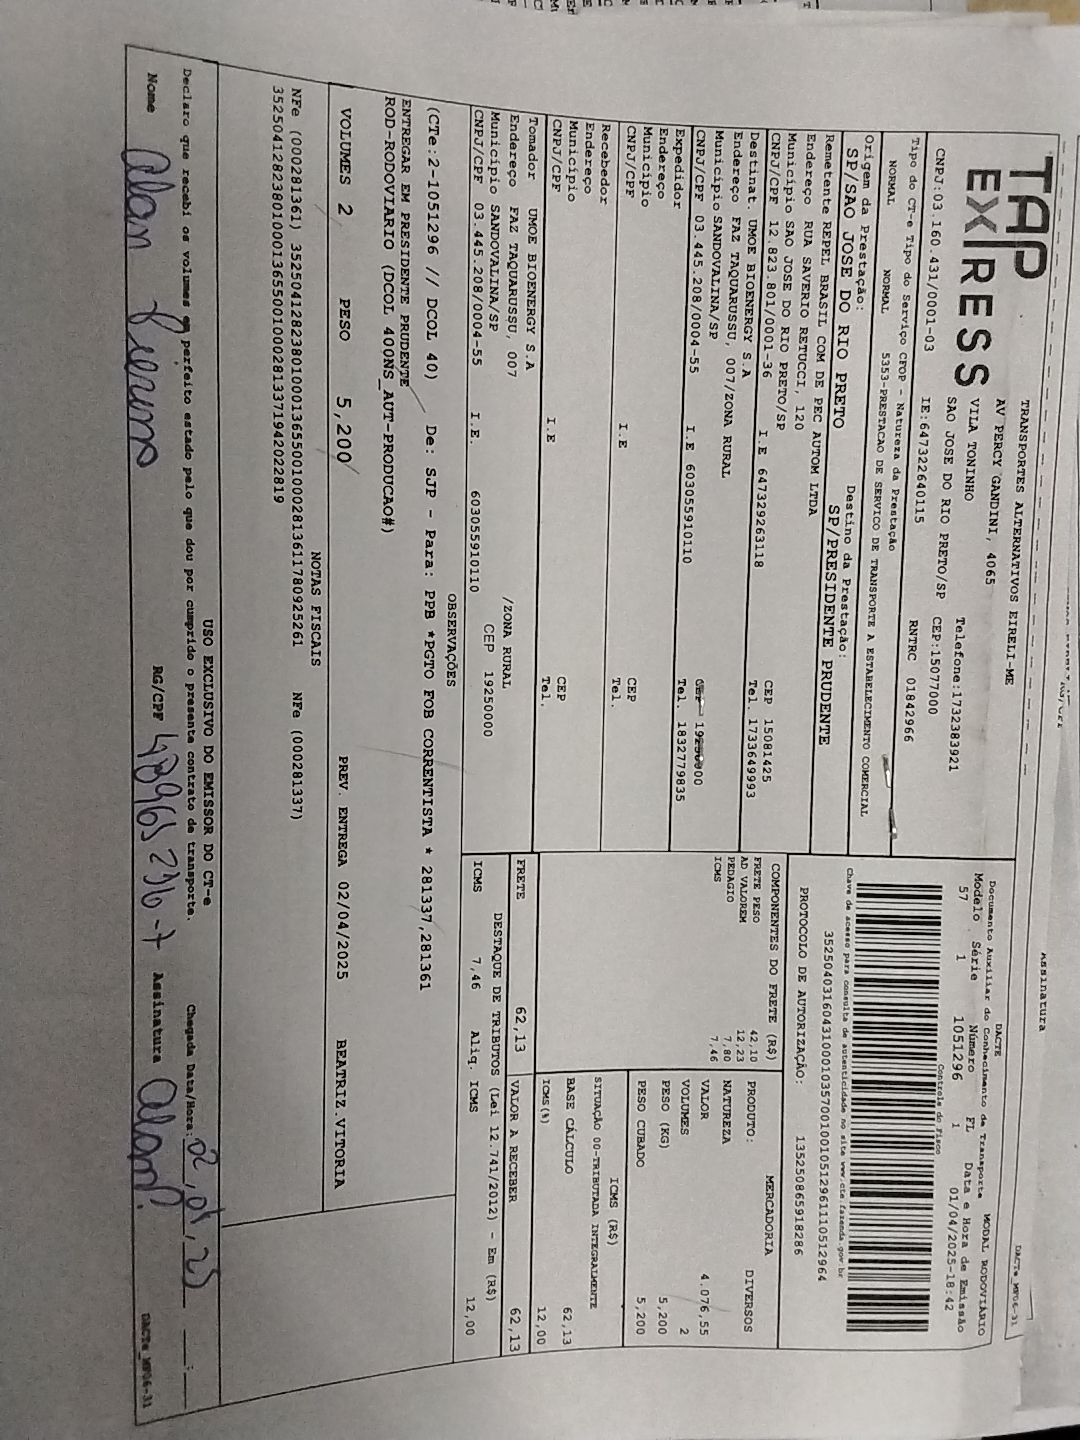 TAP
EXPRESS
TRANSPORTES ALTERNATIVOS EIRELI-ME
AV PERCY GANDINI, 4065
VILA TONINHO Telefone:1732383921
SAO JOSE DO RIO PRETO/SP CEP:15077000
CNPJ:03.160.431/0001-03 IE:647322640115 RNTRC 01842966
Tipo do CT-e Tipo do Serviço CFOP - Natureza da Prestação
NORMAL NORMAL 5353-PRESTACAO DE SERVICO DE TRANSPORTE A ESTABELECIMENTO COMERCIAL
Origem da Prestação: Destino da Prestação:
SP/SAO JOSE DO RIO PRETO SP/PRESIDENTE PRUDENTE
Remetente REPEL BRASIL COM DE PEC AUTOM LTDA
Endereço RUA SAVERIO RETUCCI, 120
Município SAO JOSE DO RIO PRETO/SP CEP 15081425
CNPJ/CPF 12.823.801/0001-36 I.E 647329263118 Tel. 1733649993
Destinat. UMOE BIOENERGY S.A
Endereço FAZ TAQUARUSSU, 007/ZONA RURAL
Município SANDOVALINA/SP
CNPJ/CPF 03.445.208/0004-55 I.E 603055910110 Tel. 1832779835
Expedidor
Endereço
Município CEP
CNPJ/CPF I.E Tel.
Recebedor
Endereço
Município CEP
CNPJ/CPF I.E Tel.
Tomador UMOE BIOENERGY S.A
Endereço FAZ TAQUARUSSU, 007 /ZONA RURAL
Município SANDOVALINA/SP CEP 19250000
CNPJ/CPF 03.445.208/0004-55 I.E. 603055910110
DACTE MODAL RODOVIÁRIO
Documento Auxiliar do Conhecimento de Transporte
Modelo Série Número FL Data e Hora de Emissão
57 1 1051296 1 01/04/2025-18:42
Controle do Fisco
35250403160431000103570010010512961110512964
Chave de acesso para consulta de autenticidade no site www.cte.fazenda.gov.br
PROTOCOLO DE AUTORIZAÇÃO: 135250865918286
COMPONENTES DO FRETE (R$)
FRETE PESO 42,10
AD VALOREM 12,23
PEDAGIO 7,80
ICMS 7,46
MERCADORIA
PRODUTO: DIVERSOS
NATUREZA
VALOR 4.076,55
VOLUMES 2
PESO (KG) 5,200
PESO CUBADO 5,200
ICMS (R$)
SITUAÇÃO 00-TRIBUTADA INTEGRALMENTE
BASE CÁLCULO 62,13
ICMS(%) 12,00
FRETE 62,13 VALOR A RECEBER 62,13
DESTAQUE DE TRIBUTOS (Lei 12.741/2012) - Em (R$)
ICMS 7,46 Aliq. ICMS 12,00
OBSERVAÇÕES
(CTe:2-1051296 // DCOL 40) De: SJP - Para: PPB *PGTO FOB CORRENTISTA * 281337,281361
ENTREGAR EM PRESIDENTE PRUDENTE
ROD-RODOVIARIO (DCOL 400NS_AUT-PRODUCAO#)
VOLUMES 2 PESO 5,200 PREV. ENTREGA 02/04/2025 BEATRIZ.VITORIA
NOTAS FISCAIS
NFe (000281361) 35250412823801000136550010002813611780925261 NFe (000281337)
35250412823801000136550010002813371942022819
USO EXCLUSIVO DO EMISSOR DO CT-e
Declaro que recebi os volumes em perfeito estado pelo que dou por cumprido o presente contrato de transporte. Chegada Data/Hora:
Nome Alan RG/CPF Assinatura Alan
DACTe_MF06-31
Assinatura
DACTe_MF06-31